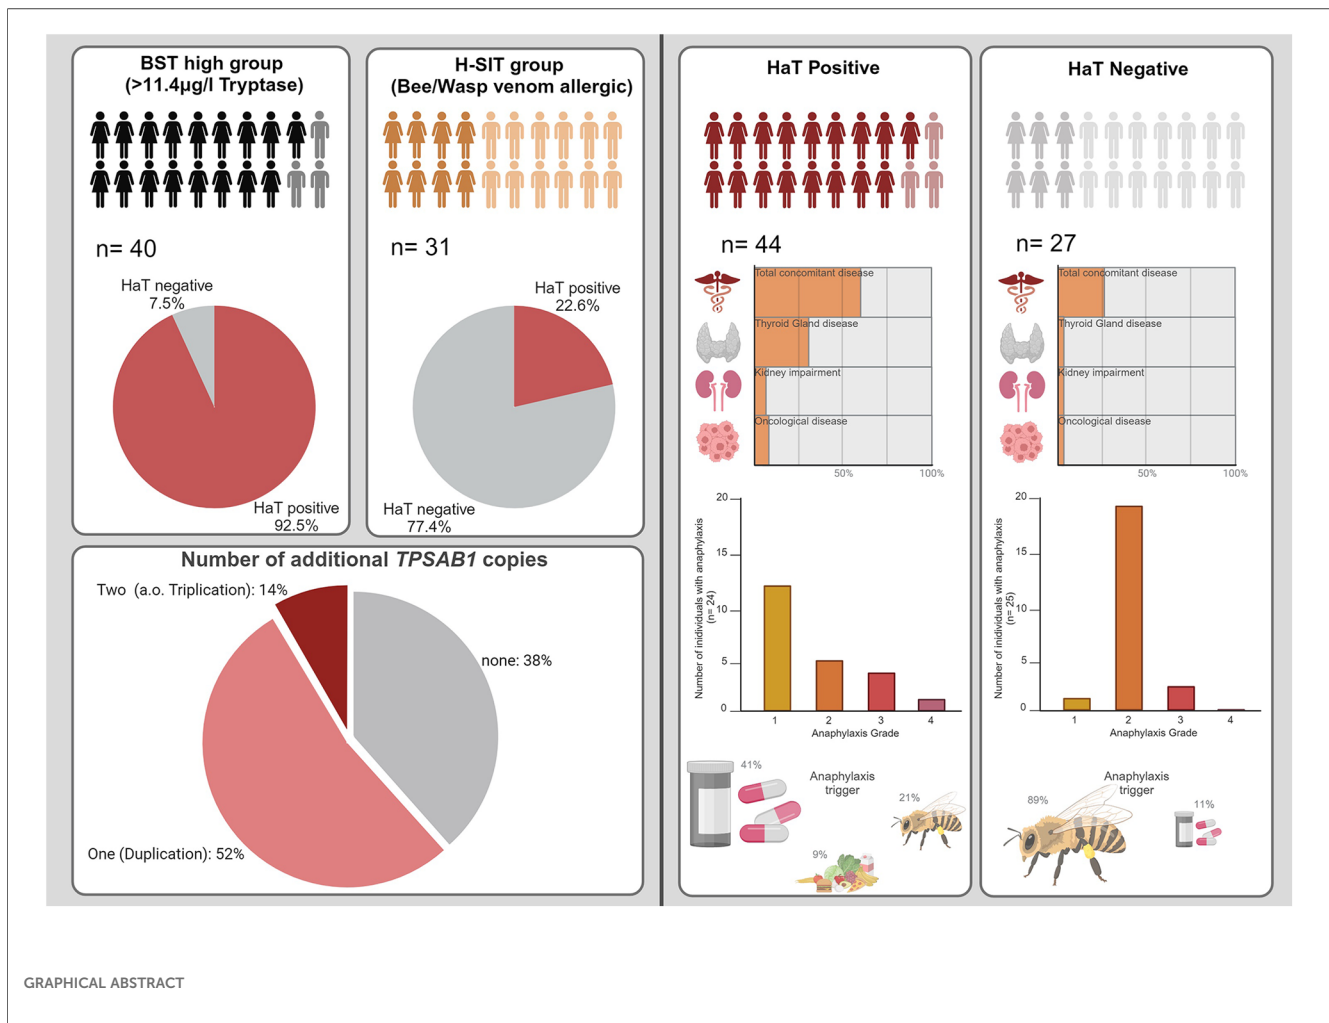 BST high group
(>11.4µg/l Tryptase)
n= 40
HaT negative
7.5%
HaT positive
92.5%
H-SIT group
(Bee/Wasp venom allergic)
n= 31
HaT positive
22.6%
HaT negative
77.4%
Number of additional TPSAB1 copies
Two (a.o. Triplication): 14%
none: 38%
One (Duplication): 52%
HaT Positive
n= 44
Total concomitant disease
Thyroid Gland disease
Kidney impairment
Oncological disease
50%
100%
Number of inidividuals with anaphylaxis
(n= 24)
20
15
10
5
0
1
2
3
4
Anaphylaxis Grade
41%
Anaphylaxis
trigger
21%
9%
HaT Negative
n= 27
Total concomitant disease
Thyroid Gland disease
Kidney impairment
Oncological disease
50%
100%
Number of inidividuals with anaphylaxis
(n= 25)
20
15
10
5
0
1
2
3
4
Anaphylaxis Grade
89%
Anaphylaxis
trigger
11%
GRAPHICAL ABSTRACT